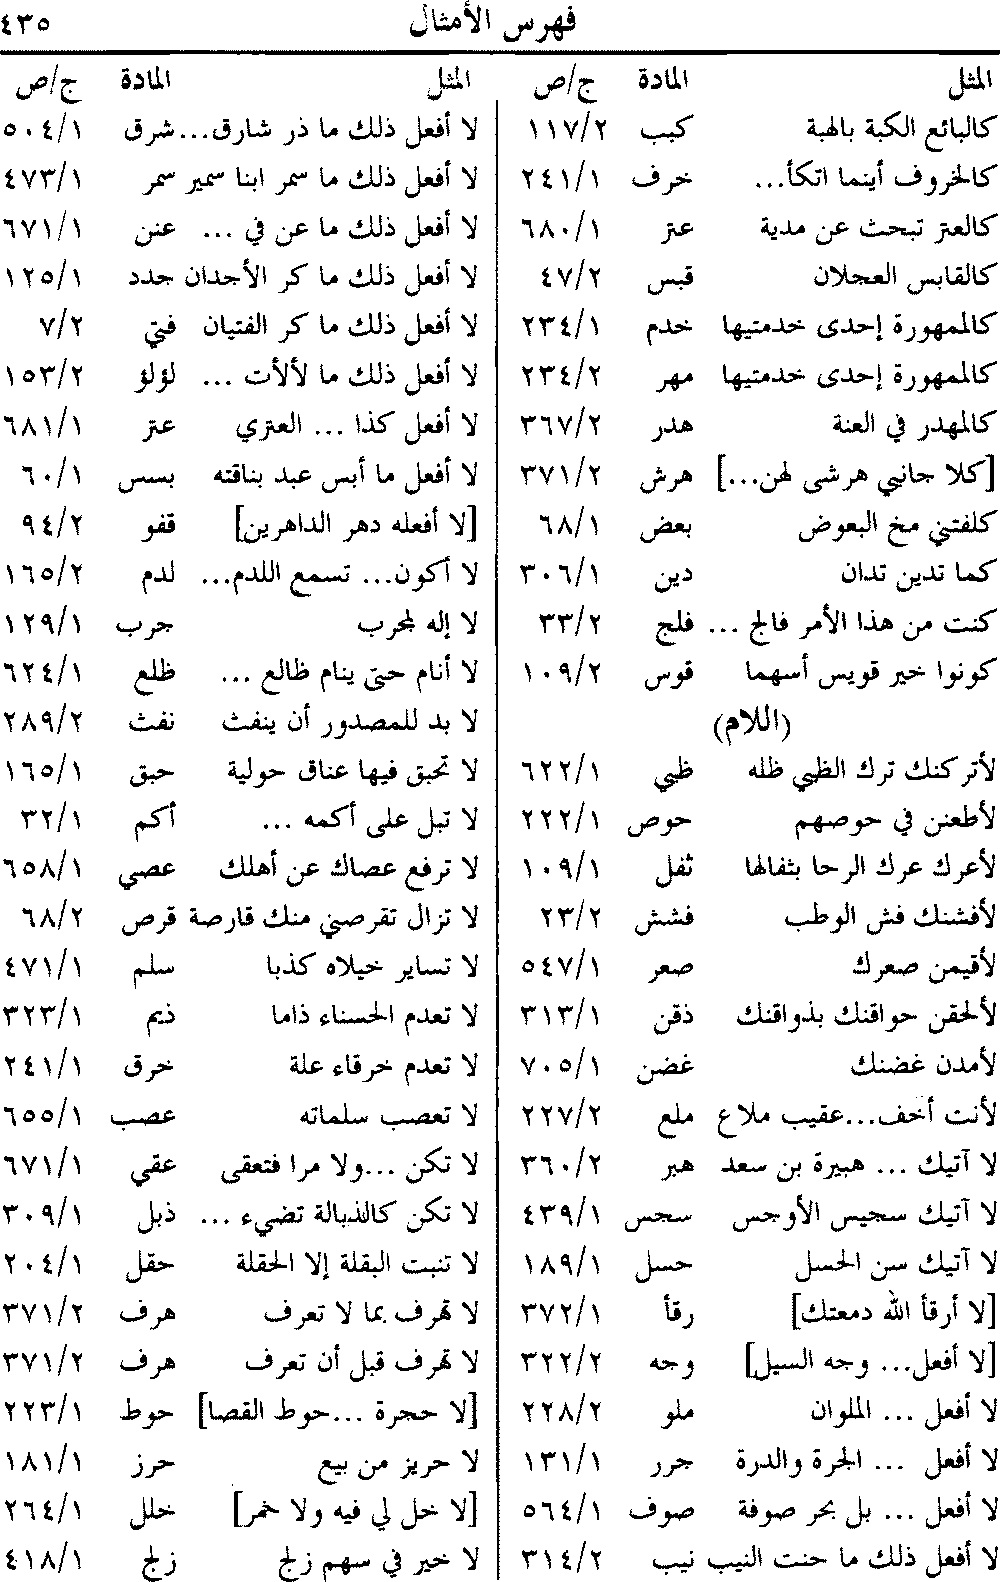 فهرس الأمثال ٤٣٥
المثل المادة ج/ص
كالبائع الكبة بالهبة كبب ١١٧/٢
كالخروف أينما اتكأ... خرف ٢٤١/١
كالعتر تبحث عن مدية عتر ٦٨٠/١
كالقابس العجلان قبس ٤٧/٢
كالممهورة إحدى خدمتيها خدم ٢٣٤/١
كالممهورة إحدى خدمتيها مهر ٢٣٤/٢
كالمهدر في العنة هدر ٣٦٧/٢
[كلا جانبي هرشى لهن...] هرش ٣٧١/٢
كلفتني مخ البعوض بعض ٦٨/١
كما تدين تدان دين ٣٠٦/١
كنت من هذا الأمر فالج ... فلج ٣٣/٢
كونوا خير قويس أسهما قوس ١٠٩/٢
(اللام)
لأتركنك ترك الظبي ظله ظبي ٦٢٢/١
لأطعنن في حوصهم حوص ٢٢٢/١
لأعرك عرك الرحا بثفالها ثفل ١٠٩/١
لأفشنك فش الوطب فشش ٢٣/٢
لأقيمن صعرك صعر ٥٤٧/١
لألحقن حواقنك بذواقنك ذقن ٣١٣/١
لأمدن غضنك غضن ٧٠٥/١
لأنت أخف...عقيب ملاع ملع ٢٢٧/٢
لا آتيك ... هبيرة بن سعد هبر ٣٦٠/٢
لا آتيك سجيس الأوجس سجس ٤٣٩/١
لا آتيك سن الحسل حسل ١٨٩/١
[لا أرقأ الله دمعتك] رقأ ٣٧٢/١
[لا أفعل... وجه السيل] وجه ٣٢٢/٢
لا أفعل ... الملوان ملو ٢٢٨/٢
لا أفعل ... الجرة والدرة جرر ١٣١/١
لا أفعل ... بل بحر صوفة صوف ٥٦٤/١
لا أفعل ذلك ما حنت النيب نيب ٣١٤/٢
المثل المادة ج/ص
لا أفعل ذلك ما ذر شارق...شرق ٥٠٤/١
لا أفعل ذلك ما سمر ابنا سمير سمر ٤٧٣/١
لا أفعل ذلك ما عن في ... عنن ٦٧١/١
لا أفعل ذلك ما كر الأجدان جدد ١٢٥/١
لا أفعل ذلك ما كر الفتيان فتي ٧/٢
لا أفعل ذلك ما لألأت ... لؤلؤ ١٥٣/٢
لا أفعل كذا ... العتري عتر ٦٨١/١
لا أفعل ما أبس عبد بناقته بسس ٦٠/١
[لا أفعله دهر الداهرين] قفو ٩٤/٢
لا أكون... تسمع اللدم... لدم ١٦٥/٢
لا إله لمجرب جرب ١٢٩/١
لا أنام حتى ينام ظالع ... ظلع ٦٢٤/١
لا بد للمصدور أن ينفث نفث ٢٨٩/٢
لا تحبق فيها عناق حولية حبق ١٦٥/١
لا تبل على أكمه ... أكم ٣٢/١
لا ترفع عصاك عن أهلك عصي ٦٥٨/١
لا تزال تقرصني منك قارصة قرص ٦٨/٢
لا تساير خيلاه كذبا سلم ٤٧١/١
لا تعدم الحسناء ذاما ذيم ٣٢٣/١
لا تعدم خرقاء علة خرق ٢٤١/١
لا تعصب سلماته عصب ٦٥٥/١
لا تكن ...ولا مرا فتعقى عقي ٦٧١/١
لا تكن كالذبالة تضيء ... ذبل ٣٠٩/١
لا تنبت البقلة إلا الحقلة حقل ٢٠٤/١
لا تهرف بما لا تعرف هرف ٣٧١/٢
لا تهرف قبل أن تعرف هرف ٣٧١/٢
[لا حجرة ...حوط القصا] حوط ٢٢٣/١
لا حريز من بيع حرز ١٨١/١
[لا خل لي فيه ولا خمر] خلل ٢٦٤/١
لا خير في سهم زلج زلج ٤١٨/١